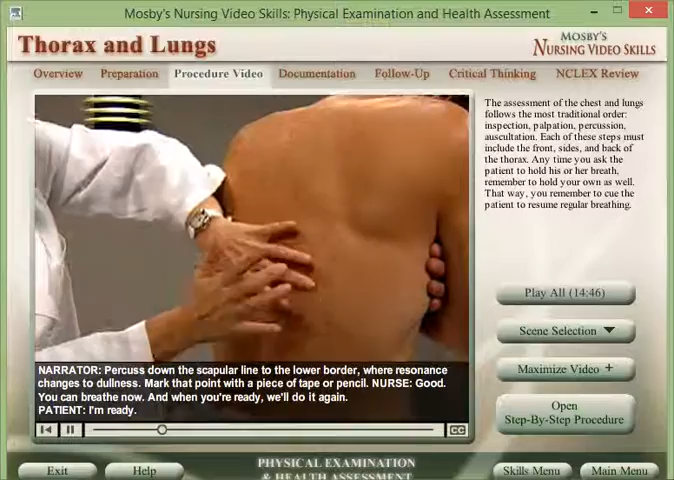 Mosby's Nursing Video Skills: Physical Examination and Health Assessment
Thorax and Lungs
MOSBY'S
NURSING VIDEO SKILLS
Overview
Preparation
Procedure Video
Documentation
Follow-Up
Critical Thinking
NCLEX Review
The assessment of the chest and lungs
follows the most traditional order:
inspection, palpation, percussion,
auscultation. Each of these steps must
include the front, sides, and back of
the thorax. Any time you ask the
patient to hold his or her breath,
remember to hold your own as well.
That way, you remember to cue the
patient to resume regular breathing.
NARRATOR: Percuss down the scapular line to the lower border, where resonance
changes to dullness. Mark that point with a piece of tape or pencil. NURSE: Good.
You can breathe now. And when you're ready, we'll do it again.
PATIENT: I'm ready.
CC
Play All (14:46)
Scene Selection
Maximize Video +
Open
Step-By-Step Procedure
Exit
Help
PHYSICAL EXAMINATION
& HEALTH ASSESSMENT
Skills Menu
Main Menu